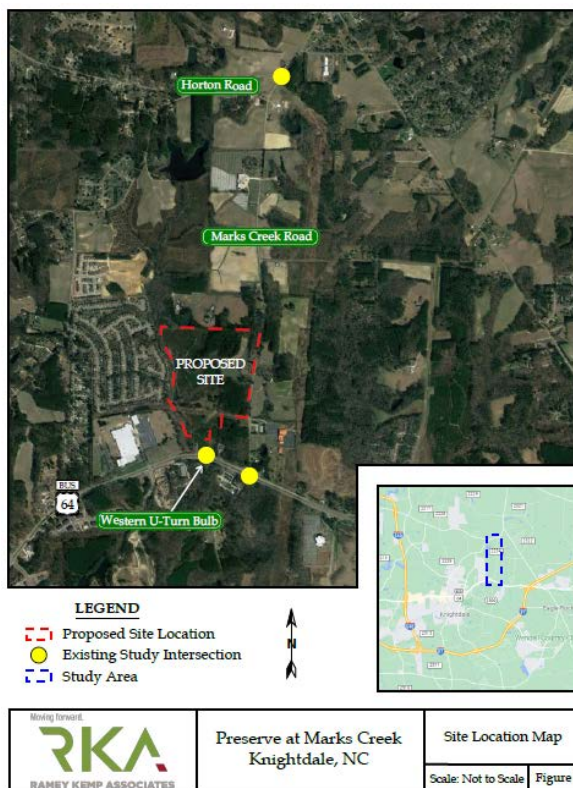 Horton Road
Marks Creek Road
PROPOSED
SITE
BUS
64
Western U-Turn Bulb
Knightdale
LEGEND
Proposed Site Location
Existing Study Intersection
Study Area
N
Moving forward.
RKA
RAMEY KEMP ASSOCIATES
Preserve at Marks Creek
Knightdale, NC
Site Location Map
Scale: Not to Scale
Figure